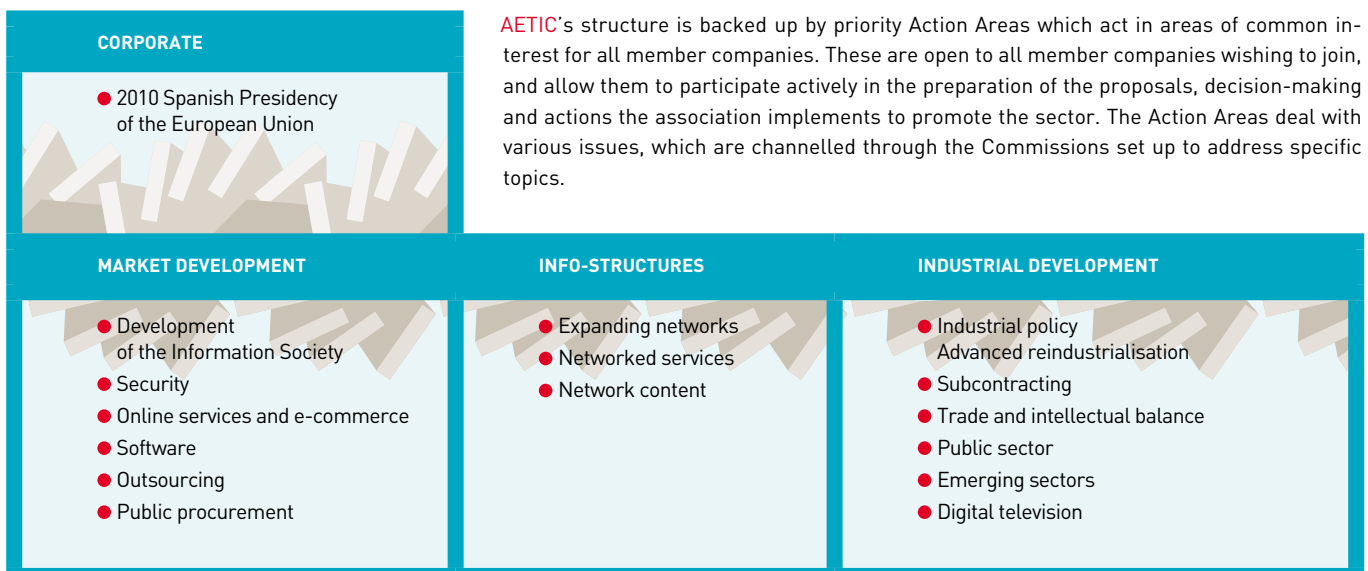 CORPORATE
● 2010 Spanish Presidency
of the European Union
AETIC's structure is backed up by priority Action Areas which act in areas of common in-
terest for all member companies. These are open to all member companies wishing to join,
and allow them to participate actively in the preparation of the proposals, decision-making
and actions the association implements to promote the sector. The Action Areas deal with
various issues, which are channelled through the Commissions set up to address specific
topics.
MARKET DEVELOPMENT
● Development
of the Information Society
● Security
● Online services and e-commerce
● Software
● Outsourcing
● Public procurement
INFO-STRUCTURES
● Expanding networks
● Networked services
● Network content
INDUSTRIAL DEVELOPMENT
● Industrial policy
Advanced reindustrialisation
● Subcontracting
● Trade and intellectual balance
● Public sector
● Emerging sectors
● Digital television